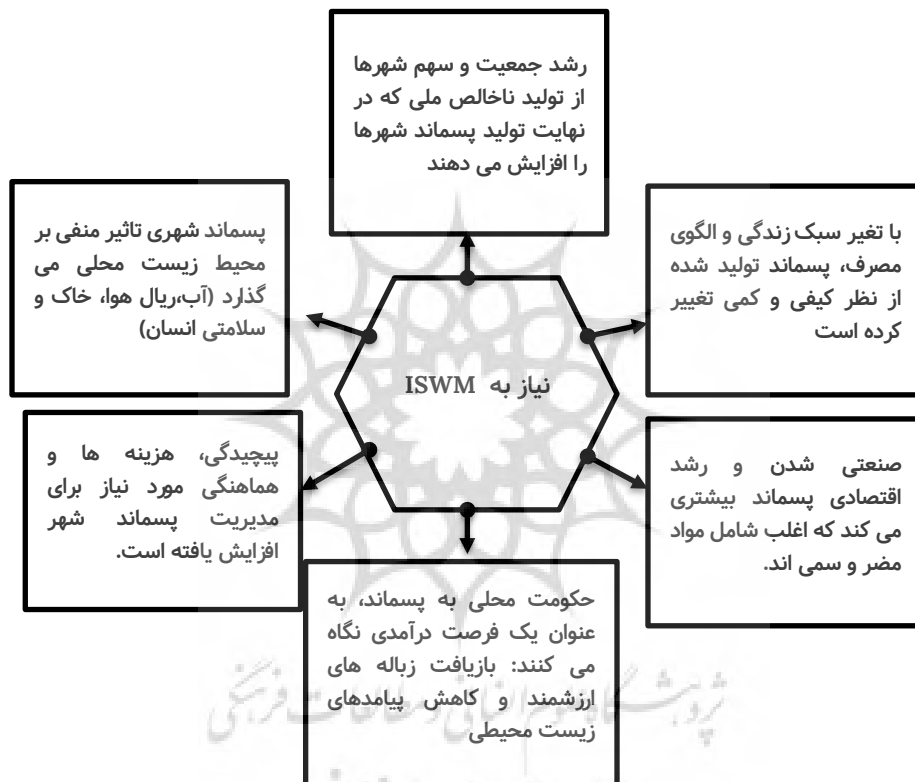 رشد جمعیت و سهم شهرها
از تولید ناخالص ملی که در
نهایت تولید پسماند شهرها
را افزایش می دهند
با تغیر سبک زندگی و الگوی
مصرف، پسماند تولید شده
از نظر کیفی و کمی تغییر
کرده است
پسماند شهری تاثیر منفی بر
محیط زیست محلی می
گذارد (آب،ریال هوا، خاک و
سلامتی انسان)
نیاز به ISWM
صنعتی شدن و رشد
اقتصادی پسماند بیشتری
می کند که اغلب شامل مواد
مضر و سمی اند.
پیچیدگی، هزینه ها و
هماهنگی مورد نیاز برای
مدیریت پسماند شهر
افزایش یافته است.
حکومت محلی به پسماند، به
عنوان یک فرصت درآمدی نگاه
می کنند: بازیافت زباله های
ارزشمند و کاهش پیامدهای
زیست محیطی
پژوهشگاه علوم انسانی و مطالعات فرهنگی